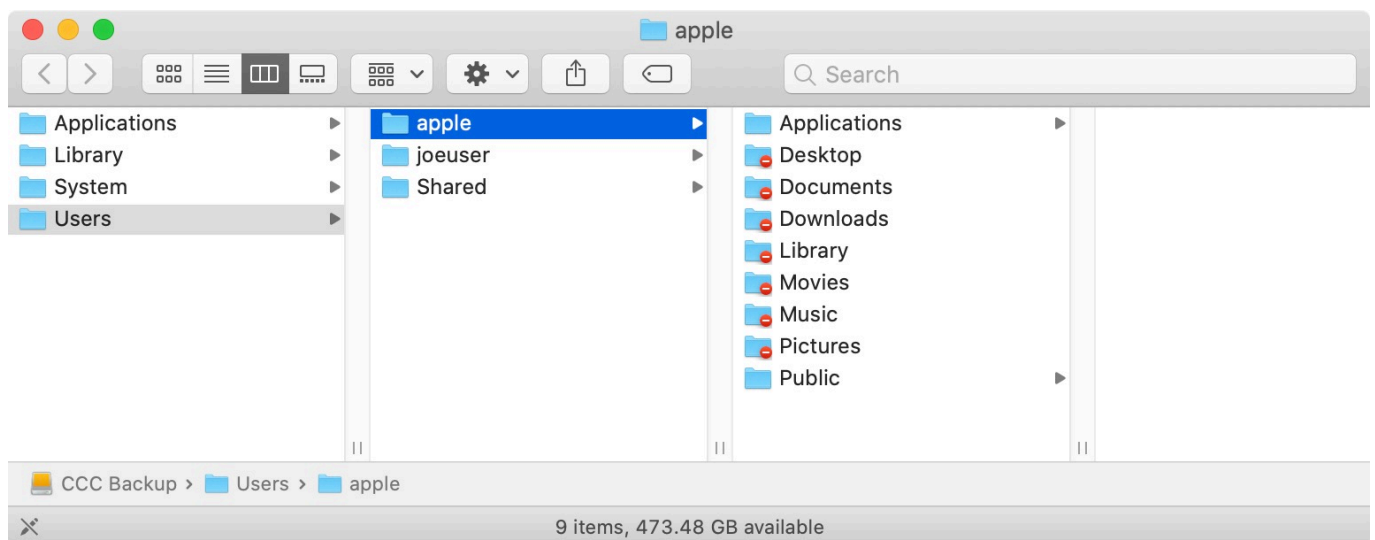 apple
Search
Applications
Library
System
Users
apple
joeuser
Shared
Applications
Desktop
Documents
Downloads
Library
Movies
Music
Pictures
Public
CCC Backup › Users › apple
9 items, 473.48 GB available